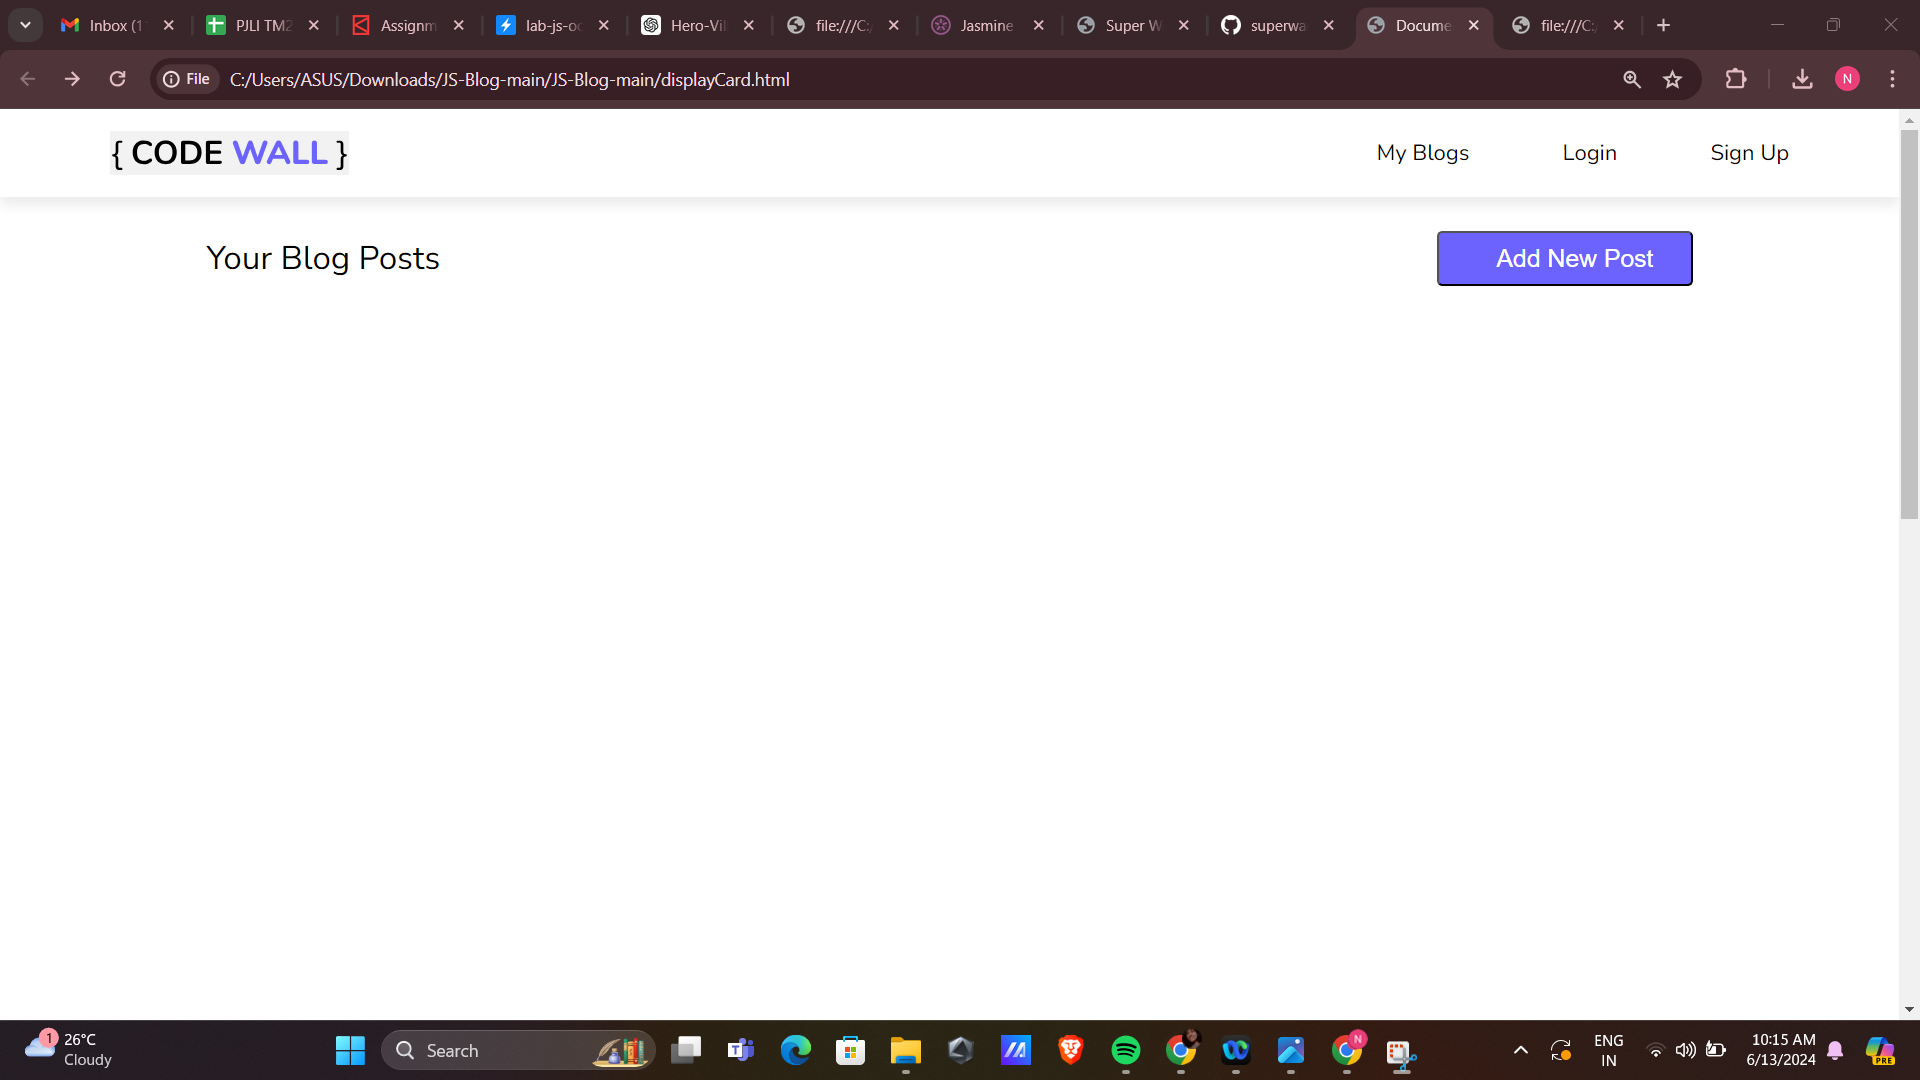 Inbox (1
PJLI TM2
Assignm
lab-js-oc
Hero-Vil
file:///C:/
Jasmine
Super W
superwa
Docume
file:///C:/
File
C:/Users/ASUS/Downloads/JS-Blog-main/JS-Blog-main/displayCard.html
N
{ CODE WALL }
My Blogs
Login
Sign Up
Your Blog Posts
Add New Post
1
26°C
Cloudy
Search
N
ENG
IN
10:15 AM
6/13/2024
PRE